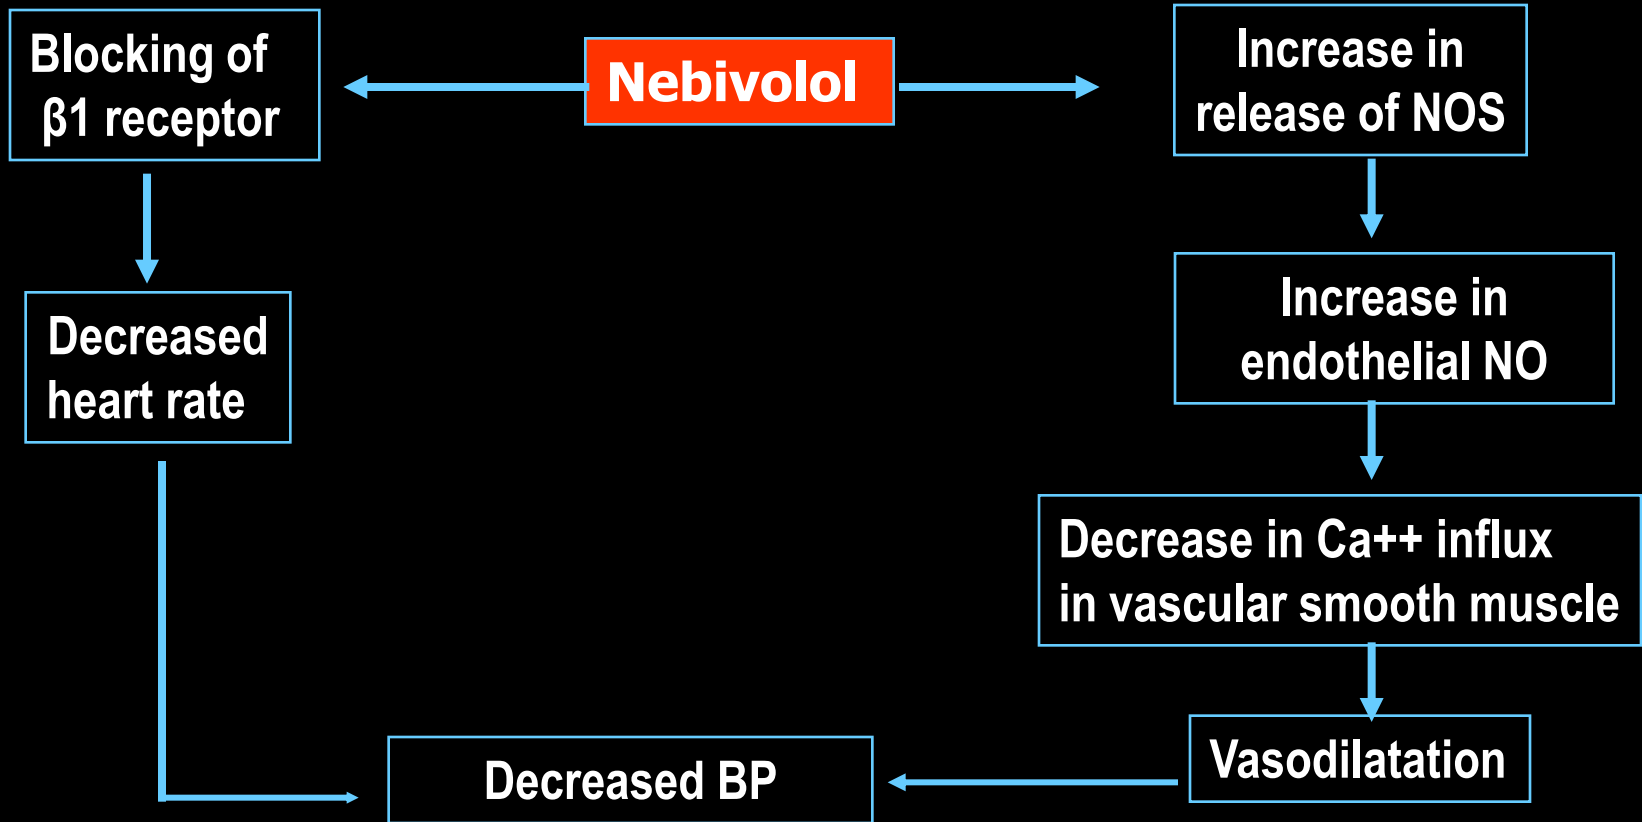 Blocking of
β1 receptor
Nebivolol
Increase in
release of NOS
Decreased
heart rate
Increase in
endothelial NO
Decrease in Ca++ influx
in vascular smooth muscle
Vasodilatation
Decreased BP